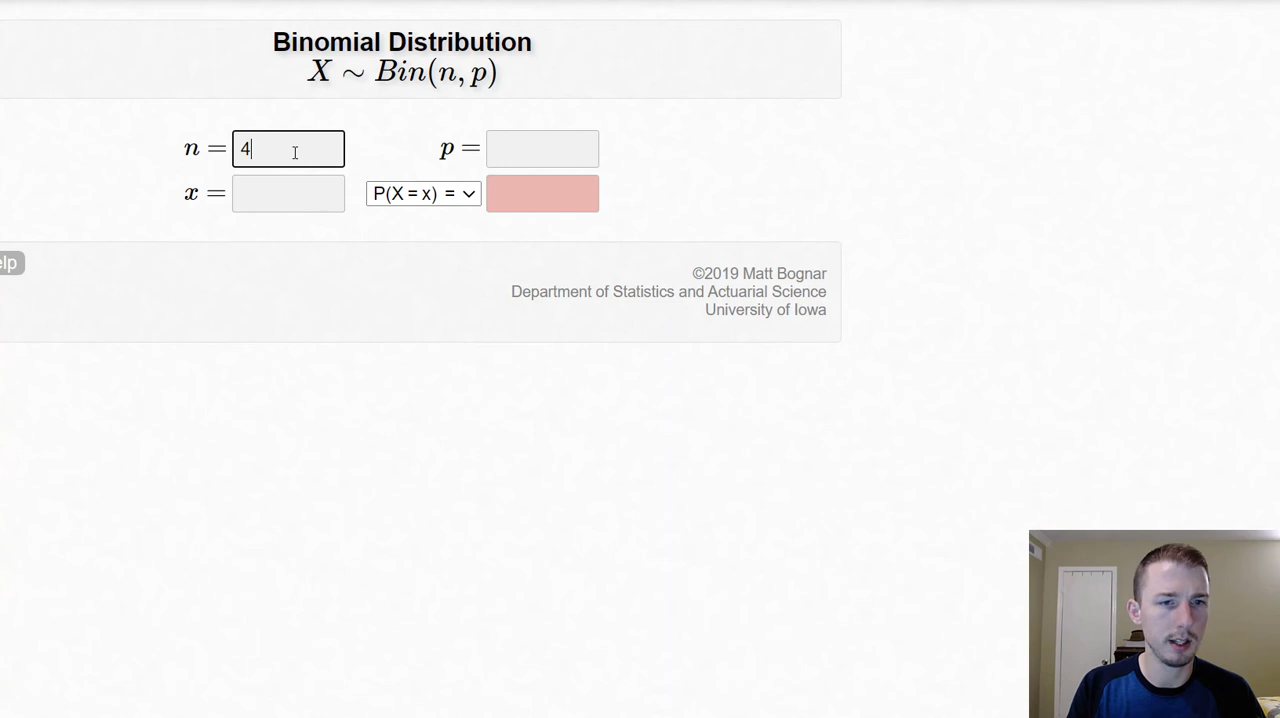 Binomial Distribution
X ∼ Bin(n, p)
n = 4
p =
x =
P(X = x) =
elp
©2019 Matt Bognar
Department of Statistics and Actuarial Science
University of Iowa